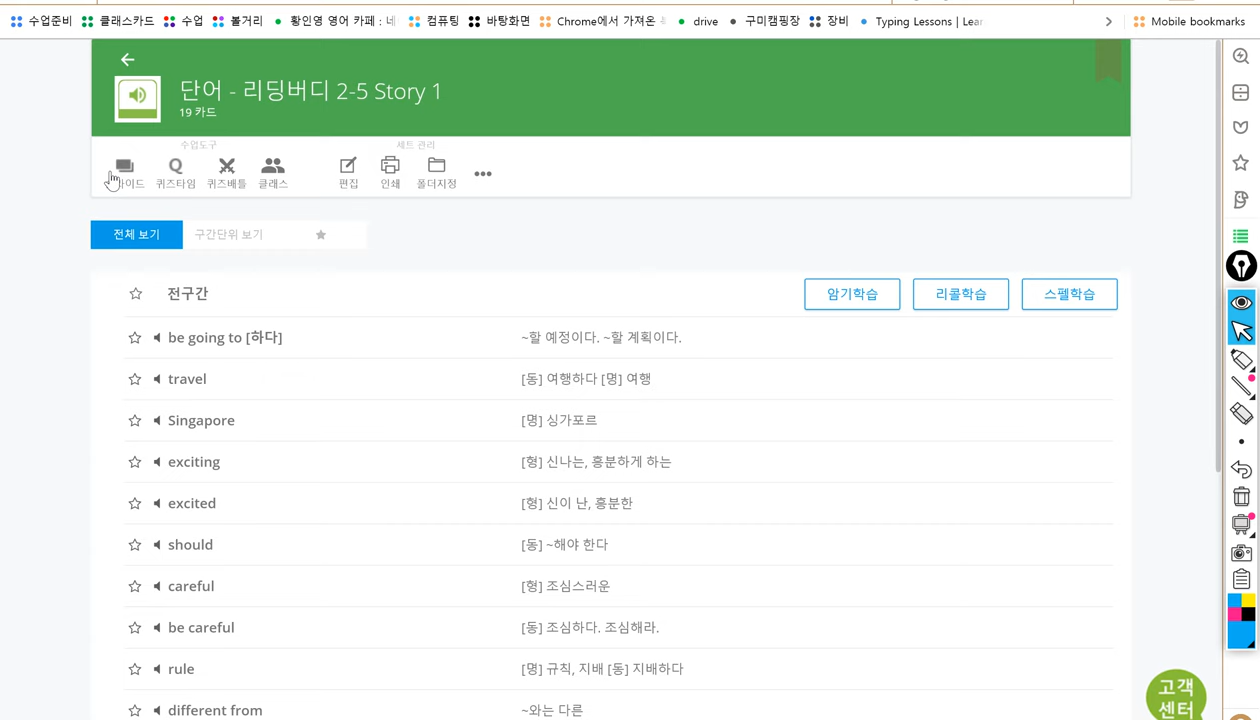 수업준비 클래스카드 수업 볼거리 황인영 영어 카페 : 네 컴퓨팅 바탕화면 Chrome에서 가져온 drive 구미캠핑장 장비 Typing Lessons | Lear Mobile bookmarks
단어 - 리딩버디 2-5 Story 1
19 카드
수업도구 세트 관리
라이드 퀴즈타임 퀴즈배틀 클래스 편집 인쇄 폴더지정
전체 보기 구간단위 보기
전구간 암기학습 리콜학습 스펠학습
be going to [하다] ~할 예정이다. ~할 계획이다.
travel [동] 여행하다 [명] 여행
Singapore [명] 싱가포르
exciting [형] 신나는, 흥분하게 하는
excited [형] 신이 난, 흥분한
should [동] ~해야 한다
careful [형] 조심스러운
be careful [동] 조심하다. 조심해라.
rule [명] 규칙, 지배 [동] 지배하다
different from ~와는 다른
고객
센터